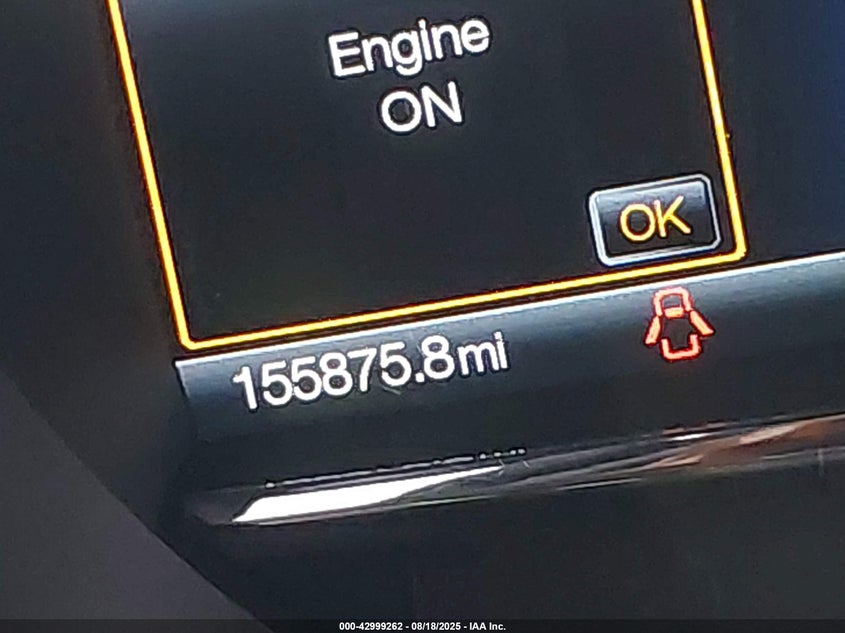 Engine
ON
OK
155875.8mi
000-42999262 - 08/18/2025 - IAA Inc.